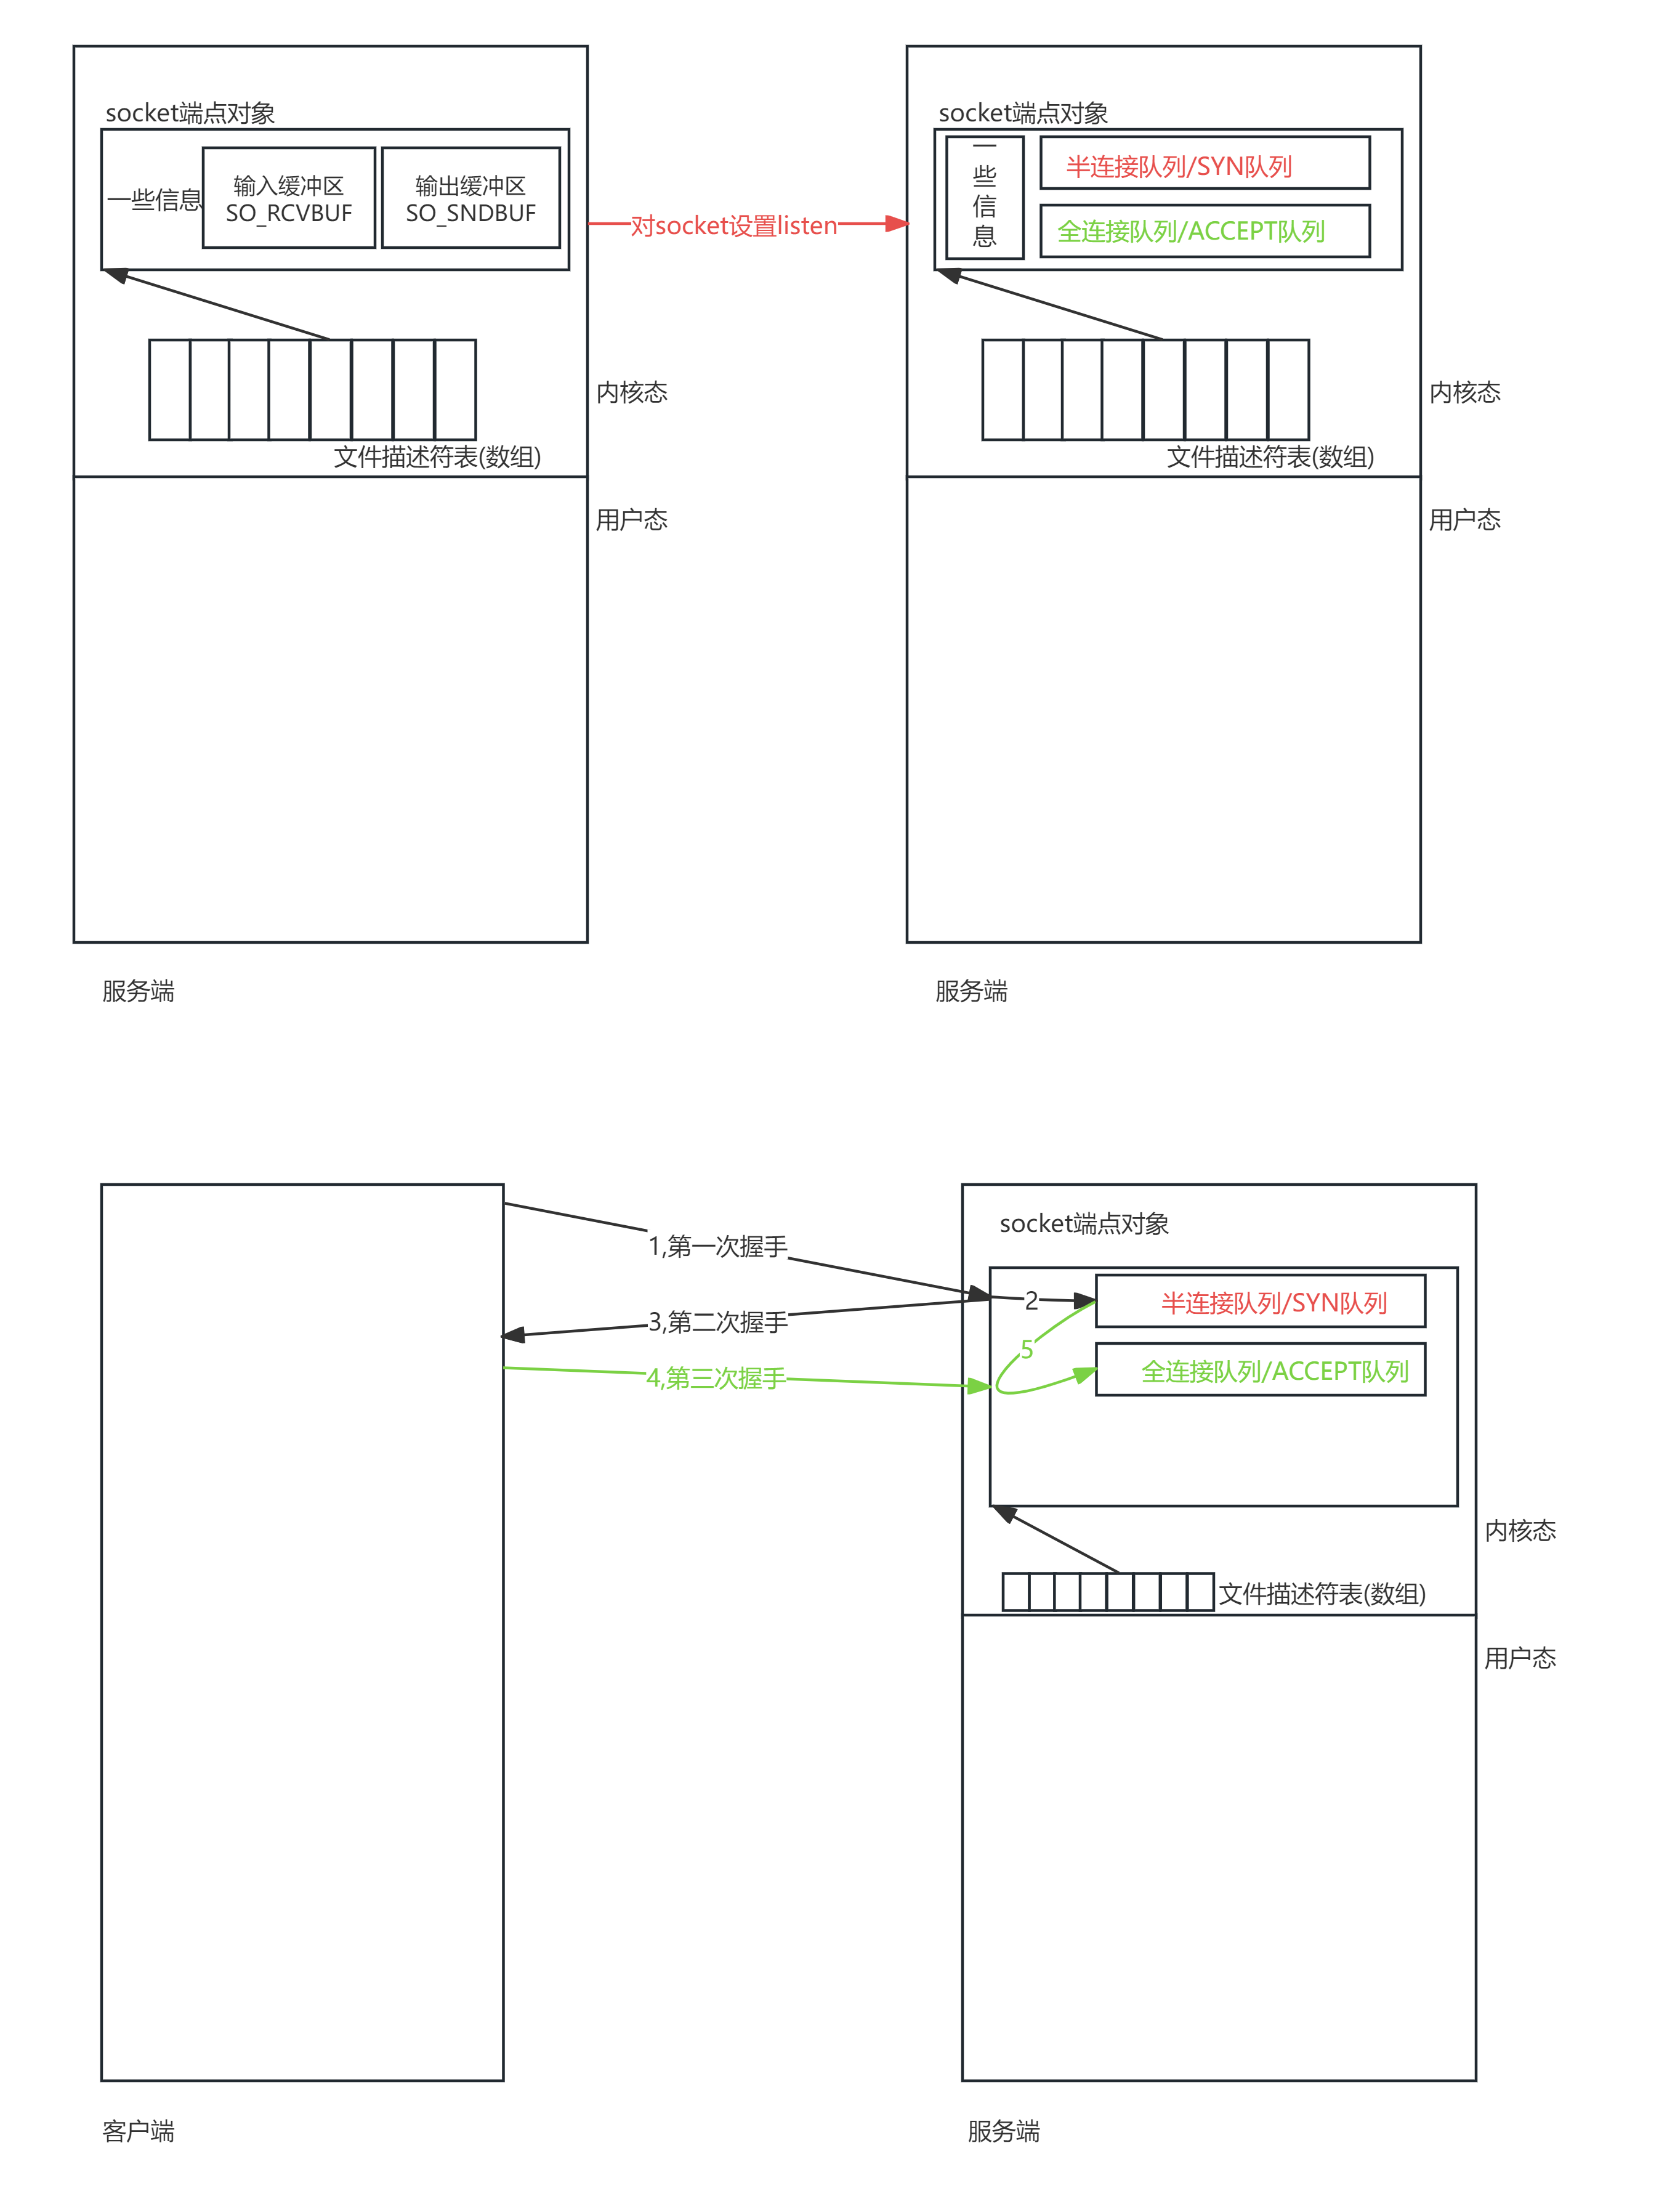 socket端点对象
一些信息
输入缓冲区
SO_RCVBUF
输出缓冲区
SO_SNDBUF
对socket设置listen
socket端点对象
一
些
信
息
半连接队列/SYN队列
全连接队列/ACCEPT队列
内核态
文件描述符表(数组)
用户态
内核态
文件描述符表(数组)
用户态
服务端
服务端
socket端点对象
1,第一次握手
2
半连接队列/SYN队列
3,第二次握手
5
4,第三次握手
全连接队列/ACCEPT队列
内核态
文件描述符表(数组)
用户态
客户端
服务端